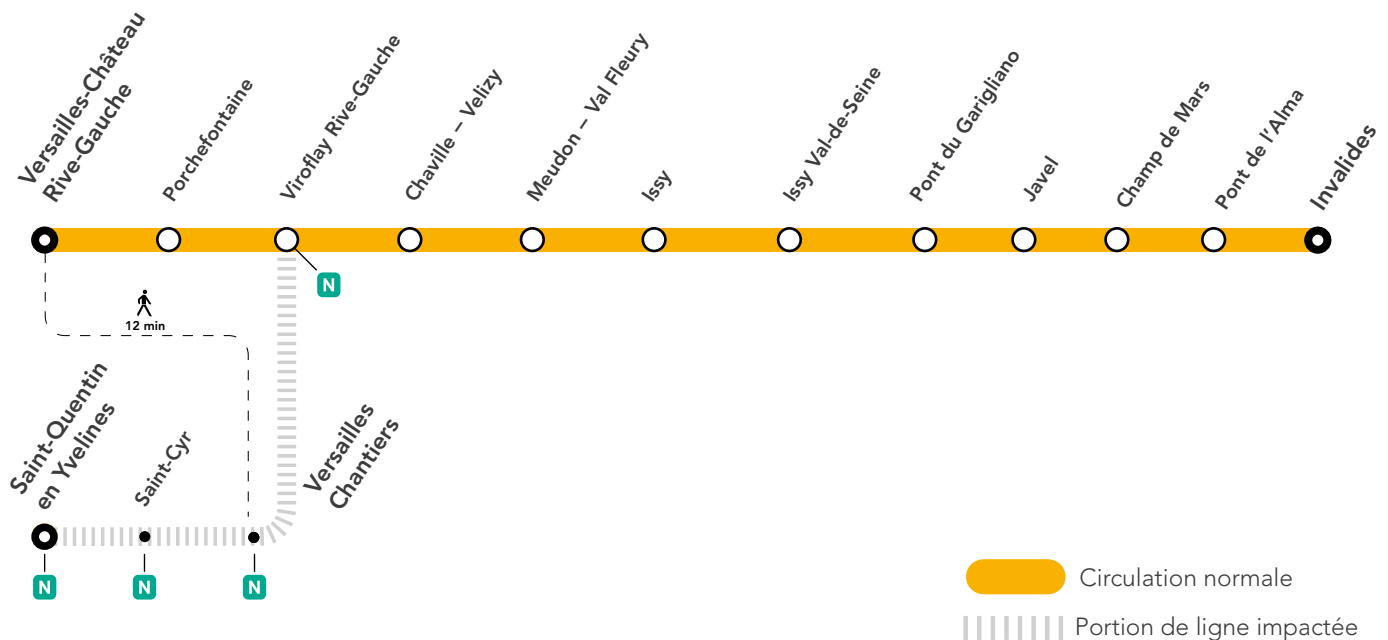 Versailles-Château
Rive-Gauche
Porchefontaine
Viroflay Rive-Gauche
Chaville – Velizy
Meudon – Val Fleury
Issy
Issy Val-de-Seine
Pont du Garigliano
Javel
Champ de Mars
Pont de l'Alma
Invalides
N
12 min
Saint-Quentin
en Yvelines
Saint-Cyr
Versailles
Chantiers
N
N
N
Circulation normale
Portion de ligne impactée